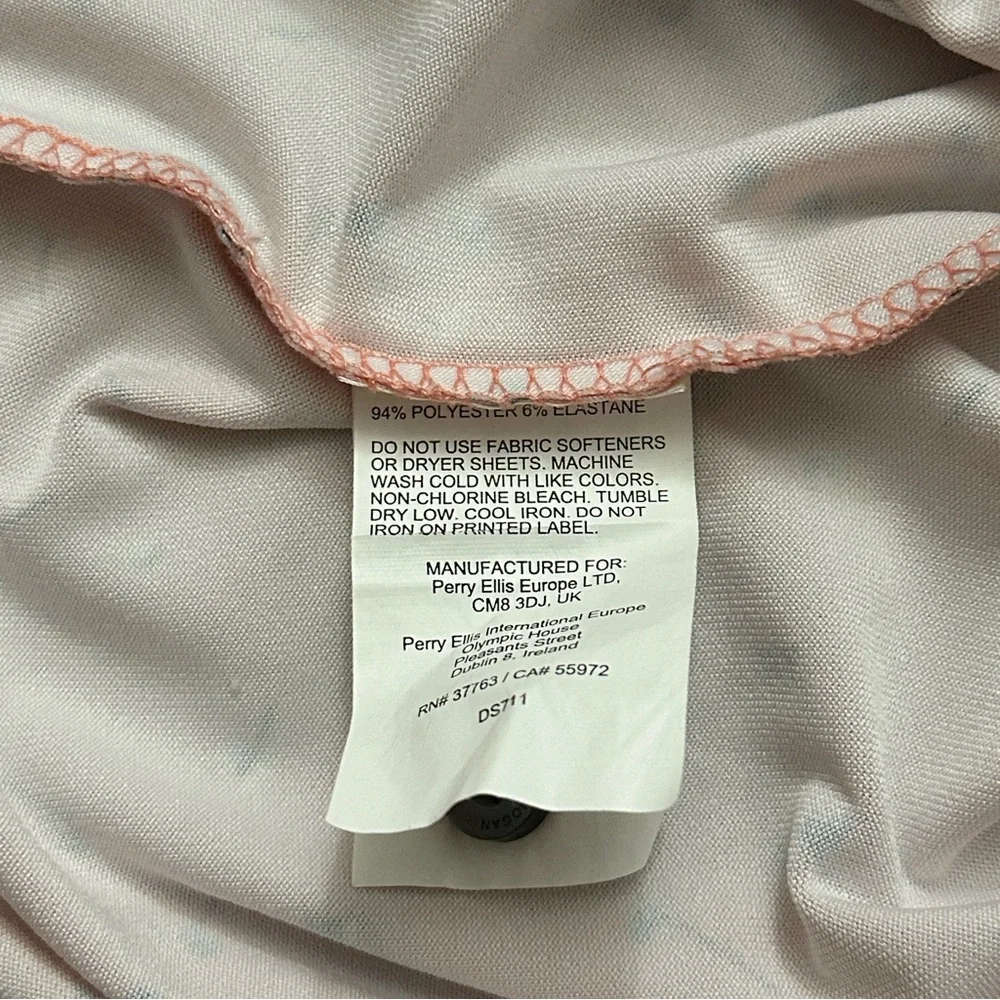 94% POLYESTER 6% ELASTANE
DO NOT USE FABRIC SOFTENERS
OR DRYER SHEETS. MACHINE
WASH COLD WITH LIKE COLORS.
NON-CHLORINE BLEACH. TUMBLE
DRY LOW. COOL IRON. DO NOT
IRON ON PRINTED LABEL.
MANUFACTURED FOR:
Perry Ellis Europe LTD,
CM8 3DJ, UK
Perry Ellis International Europe
Olympic House
Pleasants Street
Dublin 8, Ireland
RN# 37763 / CA# 55972
DS711